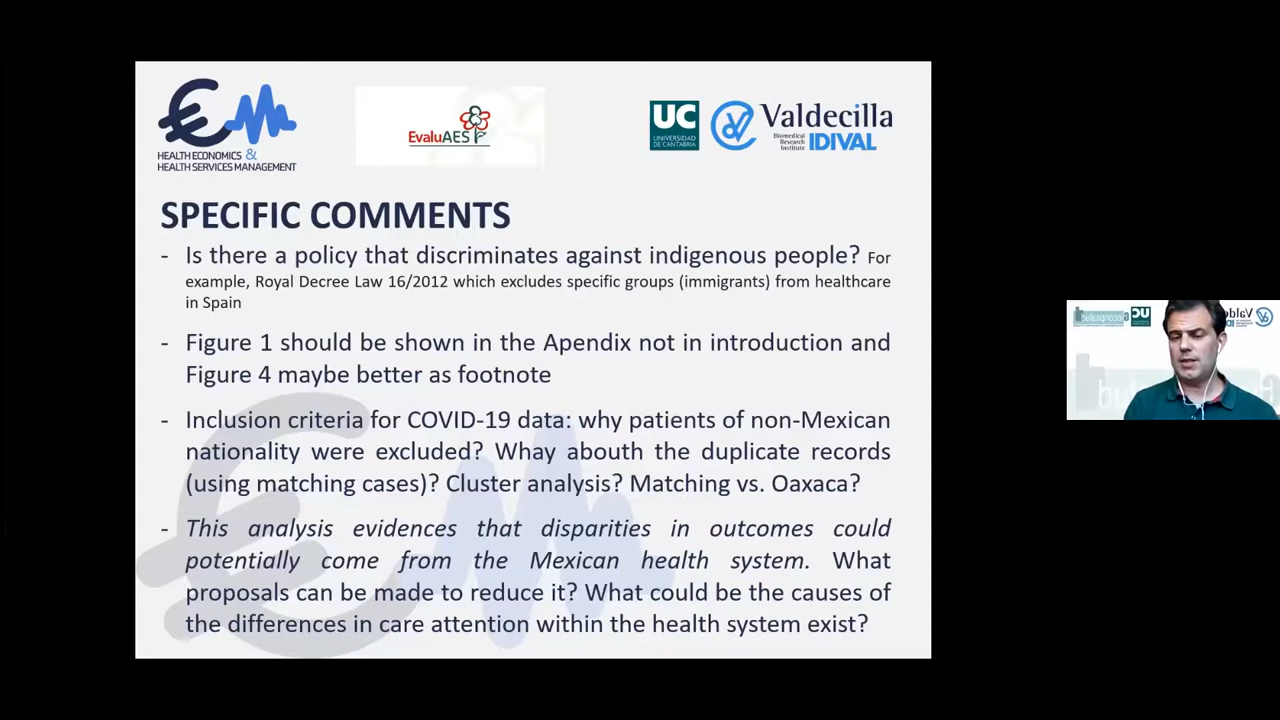 HEALTH ECONOMICS &
HEALTH SERVICES MANAGEMENT
EvaluAES
UC
UNIVERSIDAD
DE CANTABRIA
Valdecilla
Biomedical
Research
Institute
IDIVAL
SPECIFIC COMMENTS
- Is there a policy that discriminates against indigenous people? For
example, Royal Decree Law 16/2012 which excludes specific groups (immigrants) from healthcare
in Spain
- Figure 1 should be shown in the Apendix not in introduction and
Figure 4 maybe better as footnote
- Inclusion criteria for COVID-19 data: why patients of non-Mexican
nationality were excluded? Whay abouth the duplicate records
(using matching cases)? Cluster analysis? Matching vs. Oaxaca?
- This analysis evidences that disparities in outcomes could
potentially come from the Mexican health system. What
proposals can be made to reduce it? What could be the causes of
the differences in care attention within the health system exist?
UC